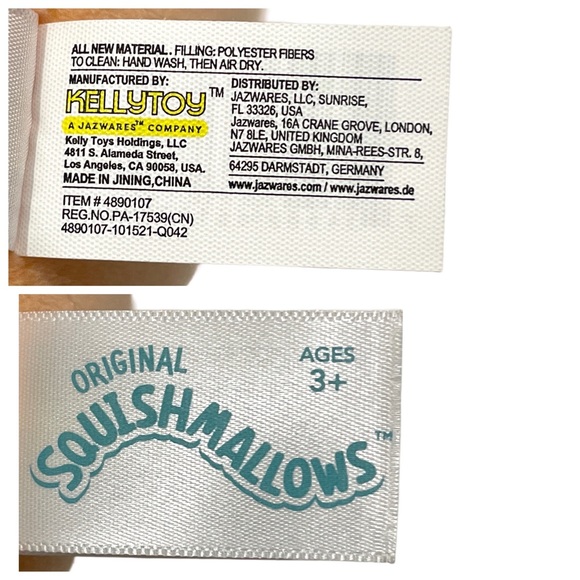 ALL NEW MATERIAL. FILLING: POLYESTER FIBERS
TO CLEAN: HAND WASH, THEN AIR DRY.
MANUFACTURED BY:
KELLYTOY™
A JAZWARES™ COMPANY
Kelly Toys Holdings, LLC
4811 S. Alameda Street,
Los Angeles, CA 90058, USA.
MADE IN JINING,CHINA
DISTRIBUTED BY:
JAZWARES, LLC, SUNRISE,
FL 33326, USA
Jazwares, 16A CRANE GROVE, LONDON,
N7 8LE, UNITED KINGDOM
JAZWARES GMBH, MINA-REES-STR. 8,
64295 DARMSTADT, GERMANY
www.jazwares.com / www.jazwares.de
ITEM # 4890107
REG.NO.PA-17539(CN)
4890107-101521-Q042
ORIGINAL
SQUISHMALLOWS™
AGES
3+